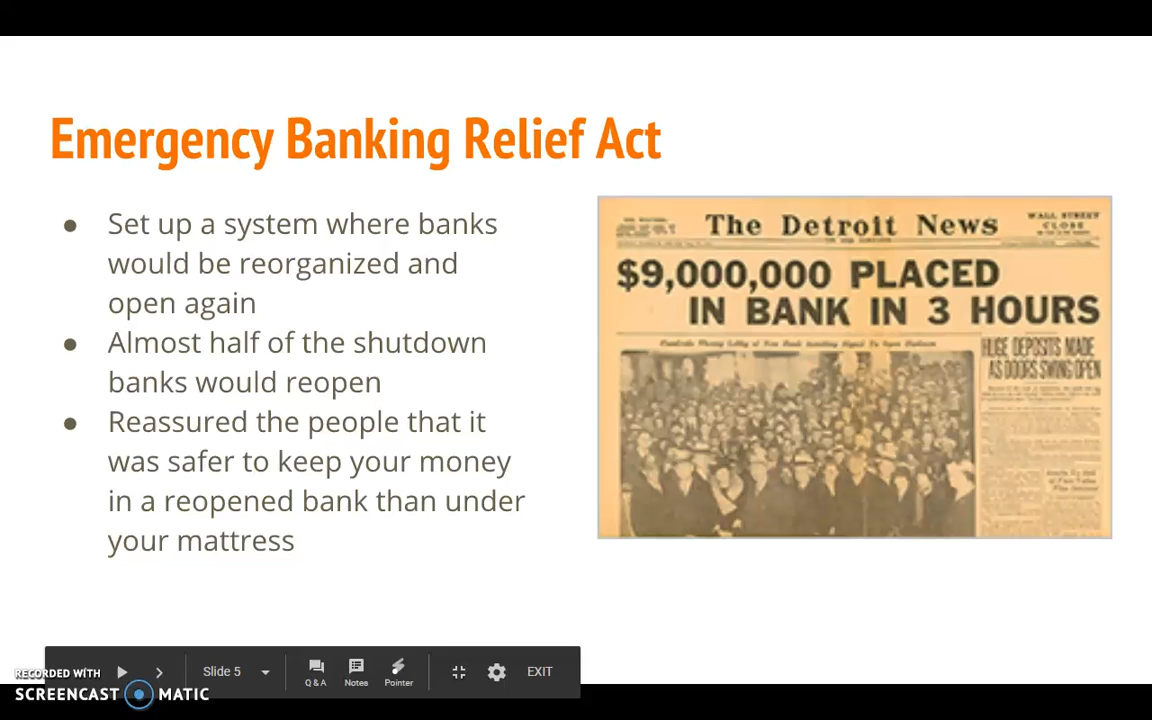 Emergency Banking Relief Act
● Set up a system where banks
would be reorganized and
open again
● Almost half of the shutdown
banks would reopen
● Reassured the people that it
was safer to keep your money
in a reopened bank than under
your mattress
The Detroit News
WALL STREET
CLOSE
$9,000,000 PLACED
IN BANK IN 3 HOURS
HUGE DEPOSITS MADE
AS DOORS SWING OPEN
Slide 5
Q & A
Notes
Pointer
EXIT
RECORDED WITH
SCREENCAST MATIC